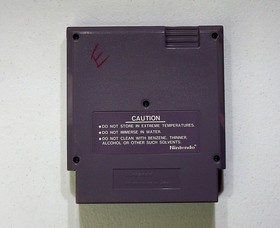 CAUTION
•DO NOT STORE IN EXTREME TEMPERATURES.
•DO NOT IMMERSE IN WATER.
•DO NOT CLEAN WITH BENZENE, THINNER,
ALCOHOL OR OTHER SUCH SOLVENTS.
Nintendo